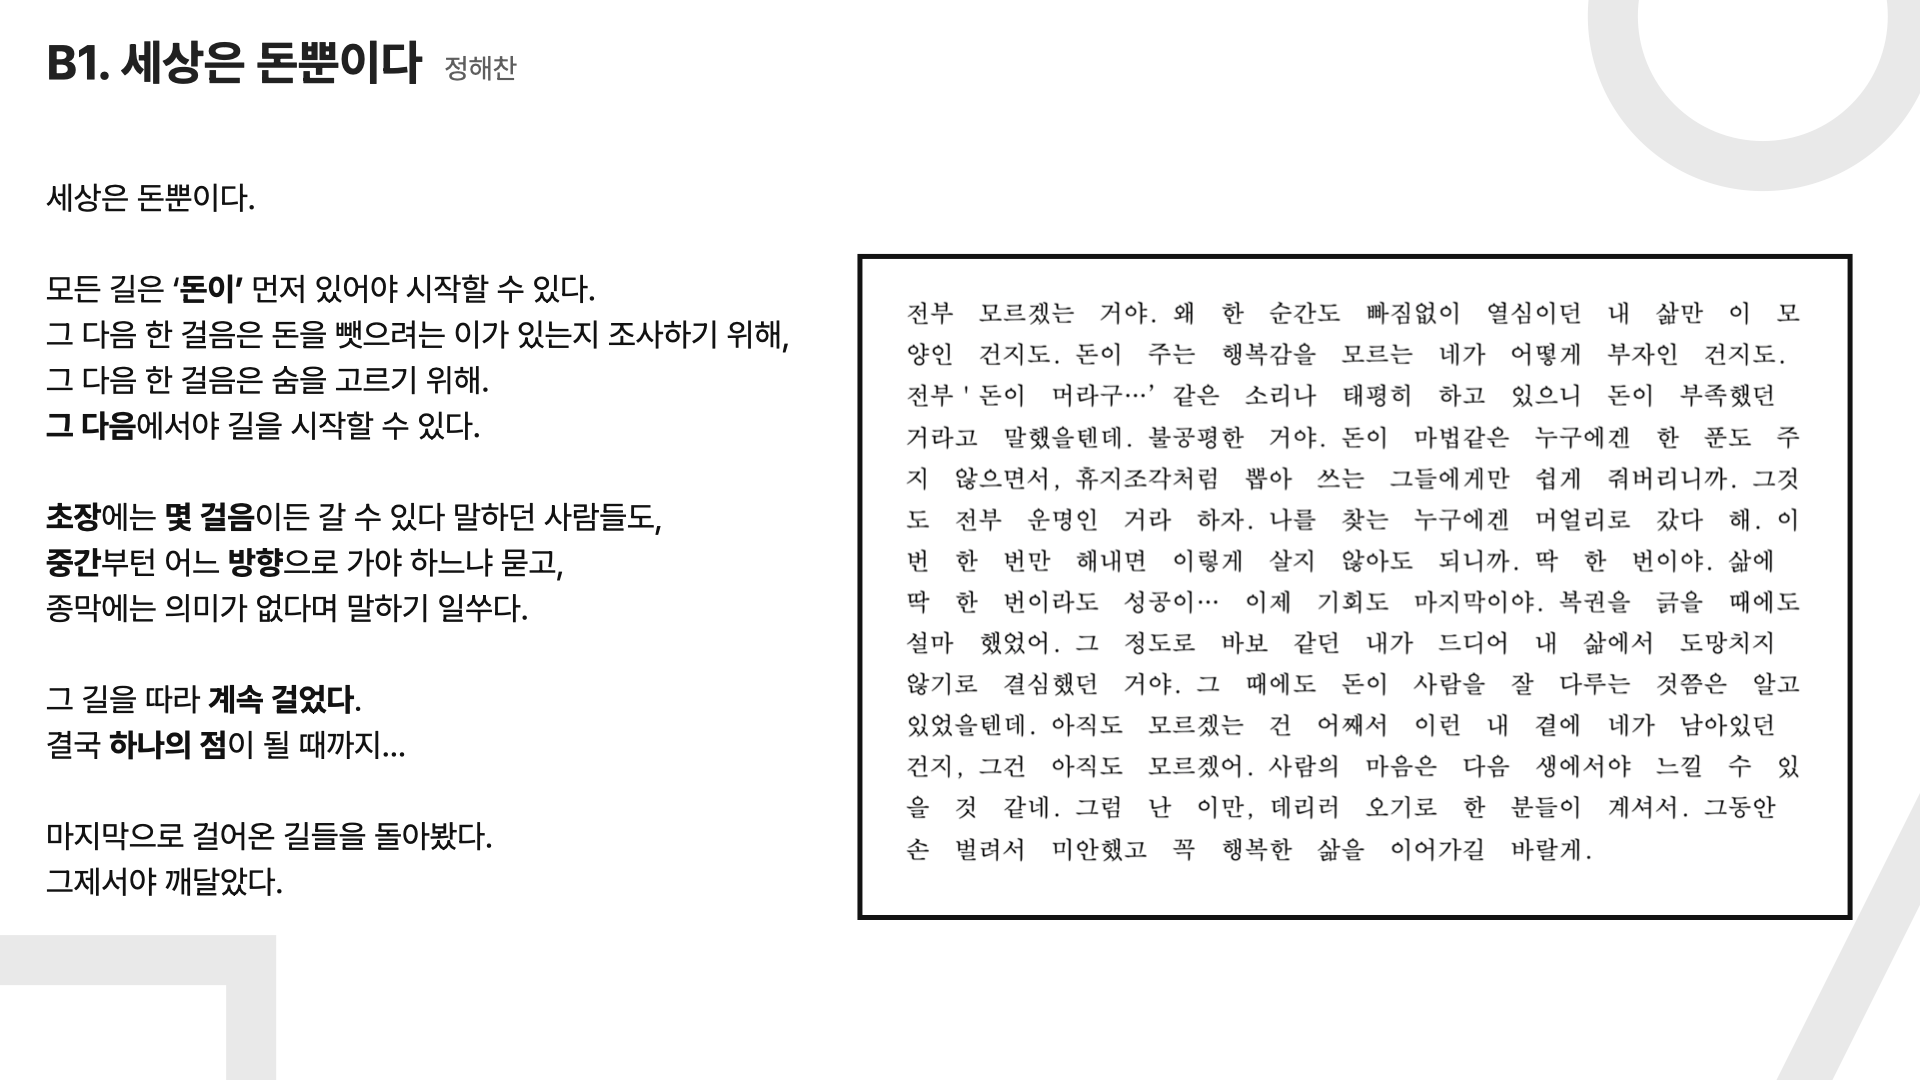 B1. 세상은 돈뿐이다 정해찬
세상은 돈뿐이다.
모든 길은 ‘돈이’ 먼저 있어야 시작할 수 있다.
그 다음 한 걸음은 돈을 뺏으려는 이가 있는지 조사하기 위해,
그 다음 한 걸음은 숨을 고르기 위해.
그 다음에서야 길을 시작할 수 있다.
초장에는 몇 걸음이든 갈 수 있다 말하던 사람들도,
중간부턴 어느 방향으로 가야 하느냐 묻고,
종막에는 의미가 없다며 말하기 일쑤다.
그 길을 따라 계속 걸었다.
결국 하나의 점이 될 때까지...
마지막으로 걸어온 길들을 돌아봤다.
그제서야 깨달았다.
전부 모르겠는 거야. 왜 한 순간도 빠짐없이 열심이던 내 삶만 이 모
양인 건지도. 돈이 주는 행복감을 모르는 네가 어떻게 부자인 건지도.
전부 '돈이 머라구…’ 같은 소리나 태평히 하고 있으니 돈이 부족했던
거라고 말했을텐데. 불공평한 거야. 돈이 마법같은 누구에겐 한 푼도 주
지 않으면서, 휴지조각처럼 뽑아 쓰는 그들에게만 쉽게 줘버리니까. 그것
도 전부 운명인 거라 하자. 나를 찾는 누구에겐 머얼리로 갔다 해. 이
번 한 번만 해내면 이렇게 살지 않아도 되니까. 딱 한 번이야. 삶에
딱 한 번이라도 성공이… 이제 기회도 마지막이야. 복권을 긁을 때에도
설마 했었어. 그 정도로 바보 같던 내가 드디어 내 삶에서 도망치지
않기로 결심했던 거야. 그 때에도 돈이 사람을 잘 다루는 것쯤은 알고
있었을텐데. 아직도 모르겠는 건 어째서 이런 내 곁에 네가 남아있던
건지, 그건 아직도 모르겠어. 사람의 마음은 다음 생에서야 느낄 수 있
을 것 같네. 그럼 난 이만, 데리러 오기로 한 분들이 계셔서. 그동안
손 벌려서 미안했고 꼭 행복한 삶을 이어가길 바랄게.